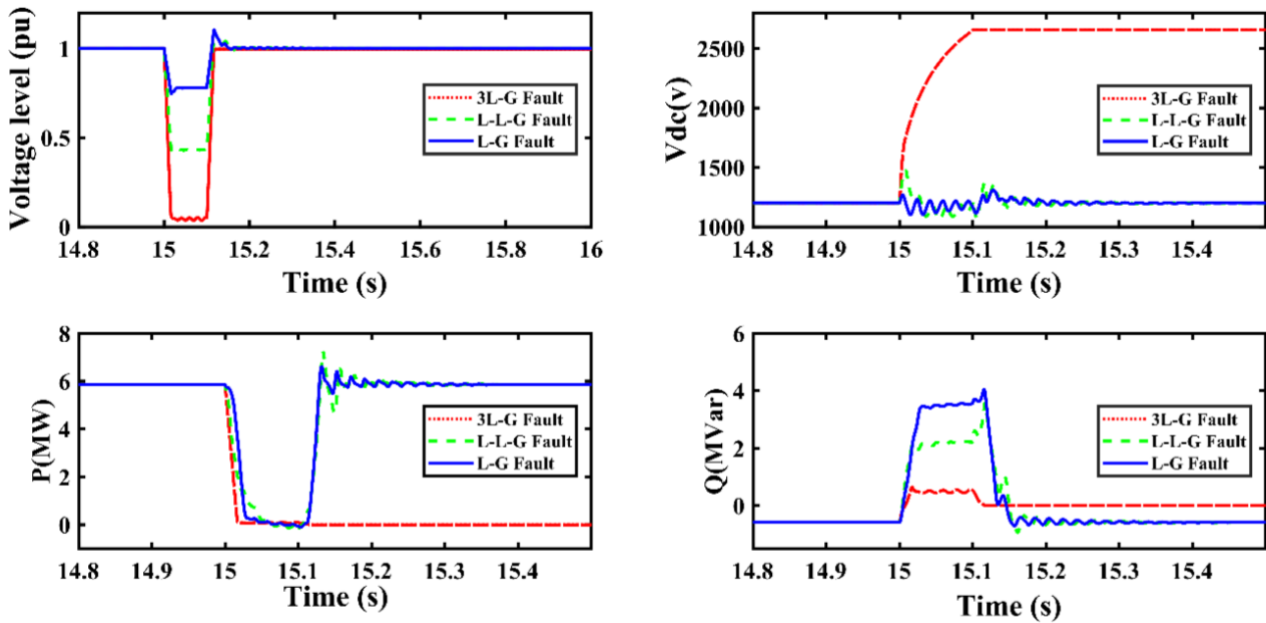 Voltage level (pu)
1
0.5
0
3L-G Fault
L-L-G Fault
L-G Fault
14.8 15 15.2 15.4 15.6 15.8 16
Time (s)
Vdc(v)
2500
2000
1500
1000
3L-G Fault
L-L-G Fault
L-G Fault
14.8 14.9 15 15.1 15.2 15.3 15.4
Time (s)
P(MW)
8
6
4
2
0
3L-G Fault
L-L-G Fault
L-G Fault
14.8 14.9 15 15.1 15.2 15.3 15.4
Time (s)
Q(MVar)
6
4
2
0
3L-G Fault
L-L-G Fault
L-G Fault
14.8 14.9 15 15.1 15.2 15.3 15.4
Time (s)